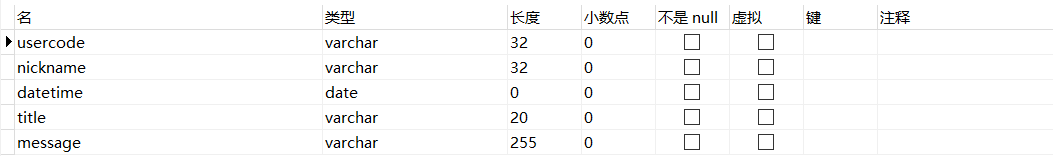 名 类型 长度 小数点 不是 null 虚拟 键 注释
usercode varchar 32 0
nickname varchar 32 0
datetime date 0 0
title varchar 20 0
message varchar 255 0